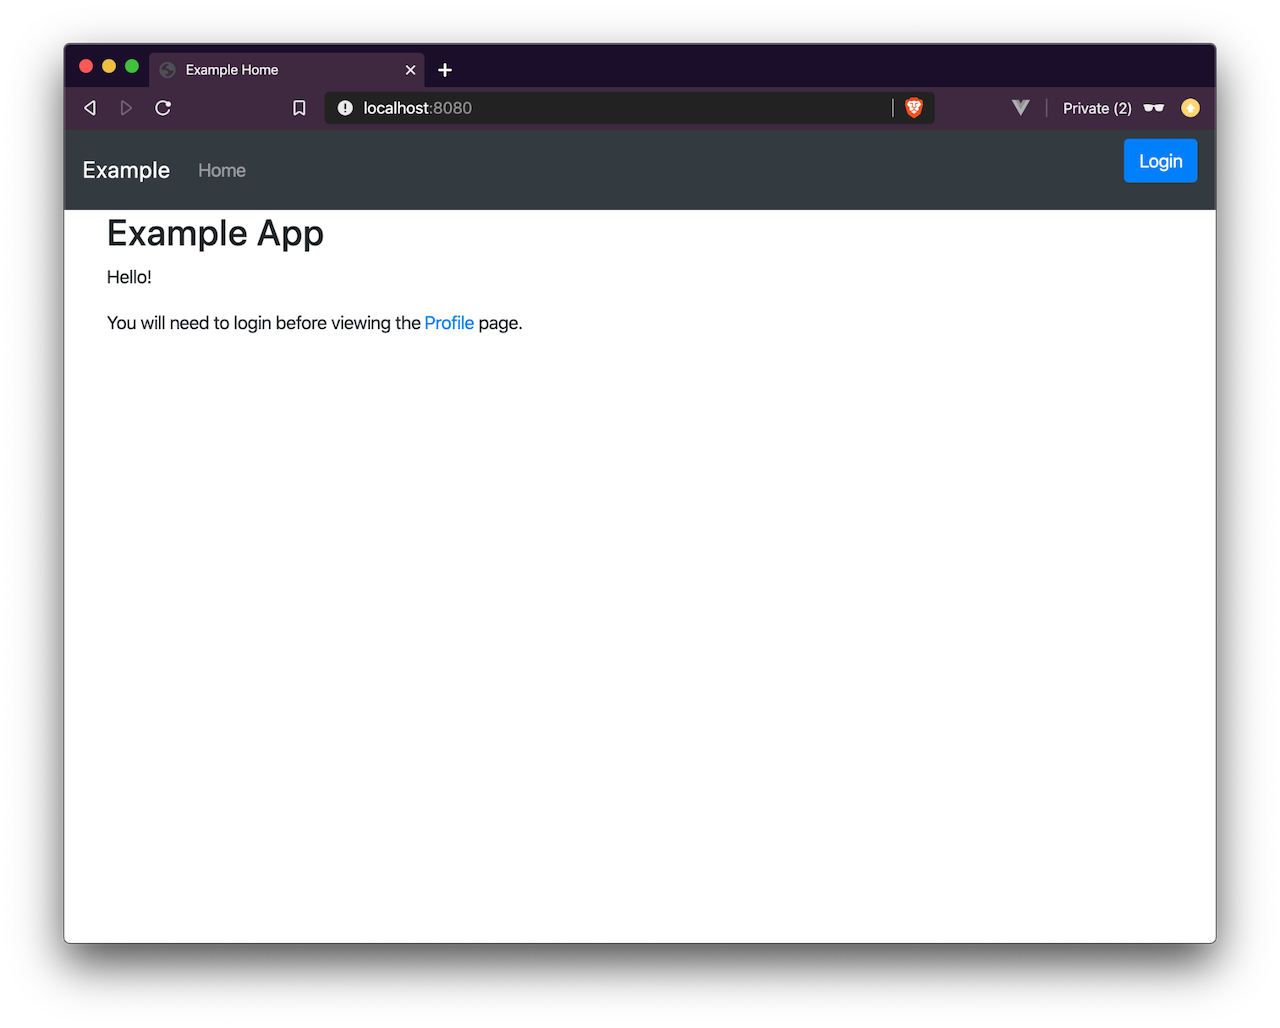 Example Home
localhost:8080
Private (2)
Example
Home
Login
Example App
Hello!
You will need to login before viewing the Profile page.